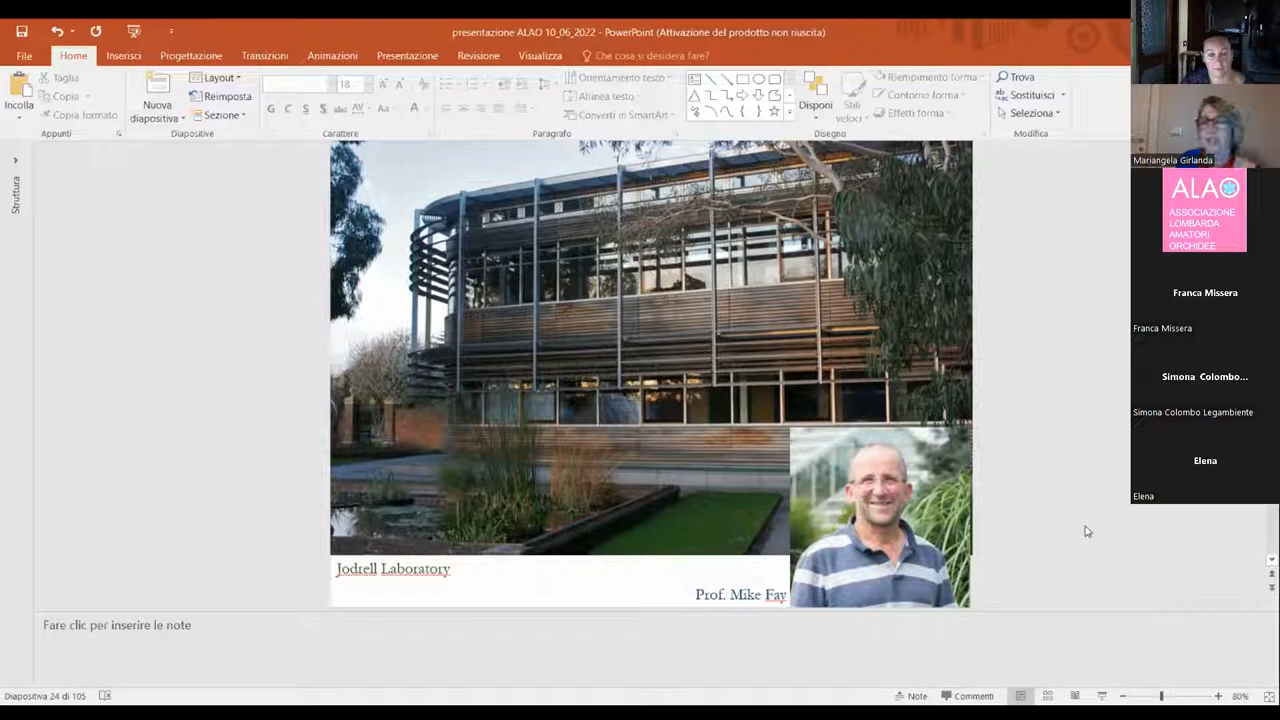 presentazione ALAO 10_06_2022 - PowerPoint (Attivazione del prodotto non riuscita)
File Home Inserisci Progettazione Transizioni Animazioni Presentazione Revisione Visualizza Che cosa si desidera fare?
Incolla
Taglia
Copia
Copia formato
Appunti
Nuova
diapositiva
Layout
Reimposta
Sezione
Diapositive
18
G C S S abc AV Aa A
Carattere
Orientamento testo
Allinea testo
Converti in SmartArt
Paragrafo
Disponi
Stili
veloci
Riempimento forma
Contorno forma
Effetti forma
Disegno
Trova
Sostituisci
Seleziona
Modifica
Struttura
Jodrell Laboratory
Prof. Mike Fay
Fare clic per inserire le note
Diapositiva 24 di 105
Note Commenti 80%
Mariangela Girlanda
ALAO
ASSOCIAZIONE
LOMBARDA
AMATORI
ORCHIDEE
Franca Missera
Franca Missera
Simona Colombo...
Simona Colombo Legambiente
Elena
Elena